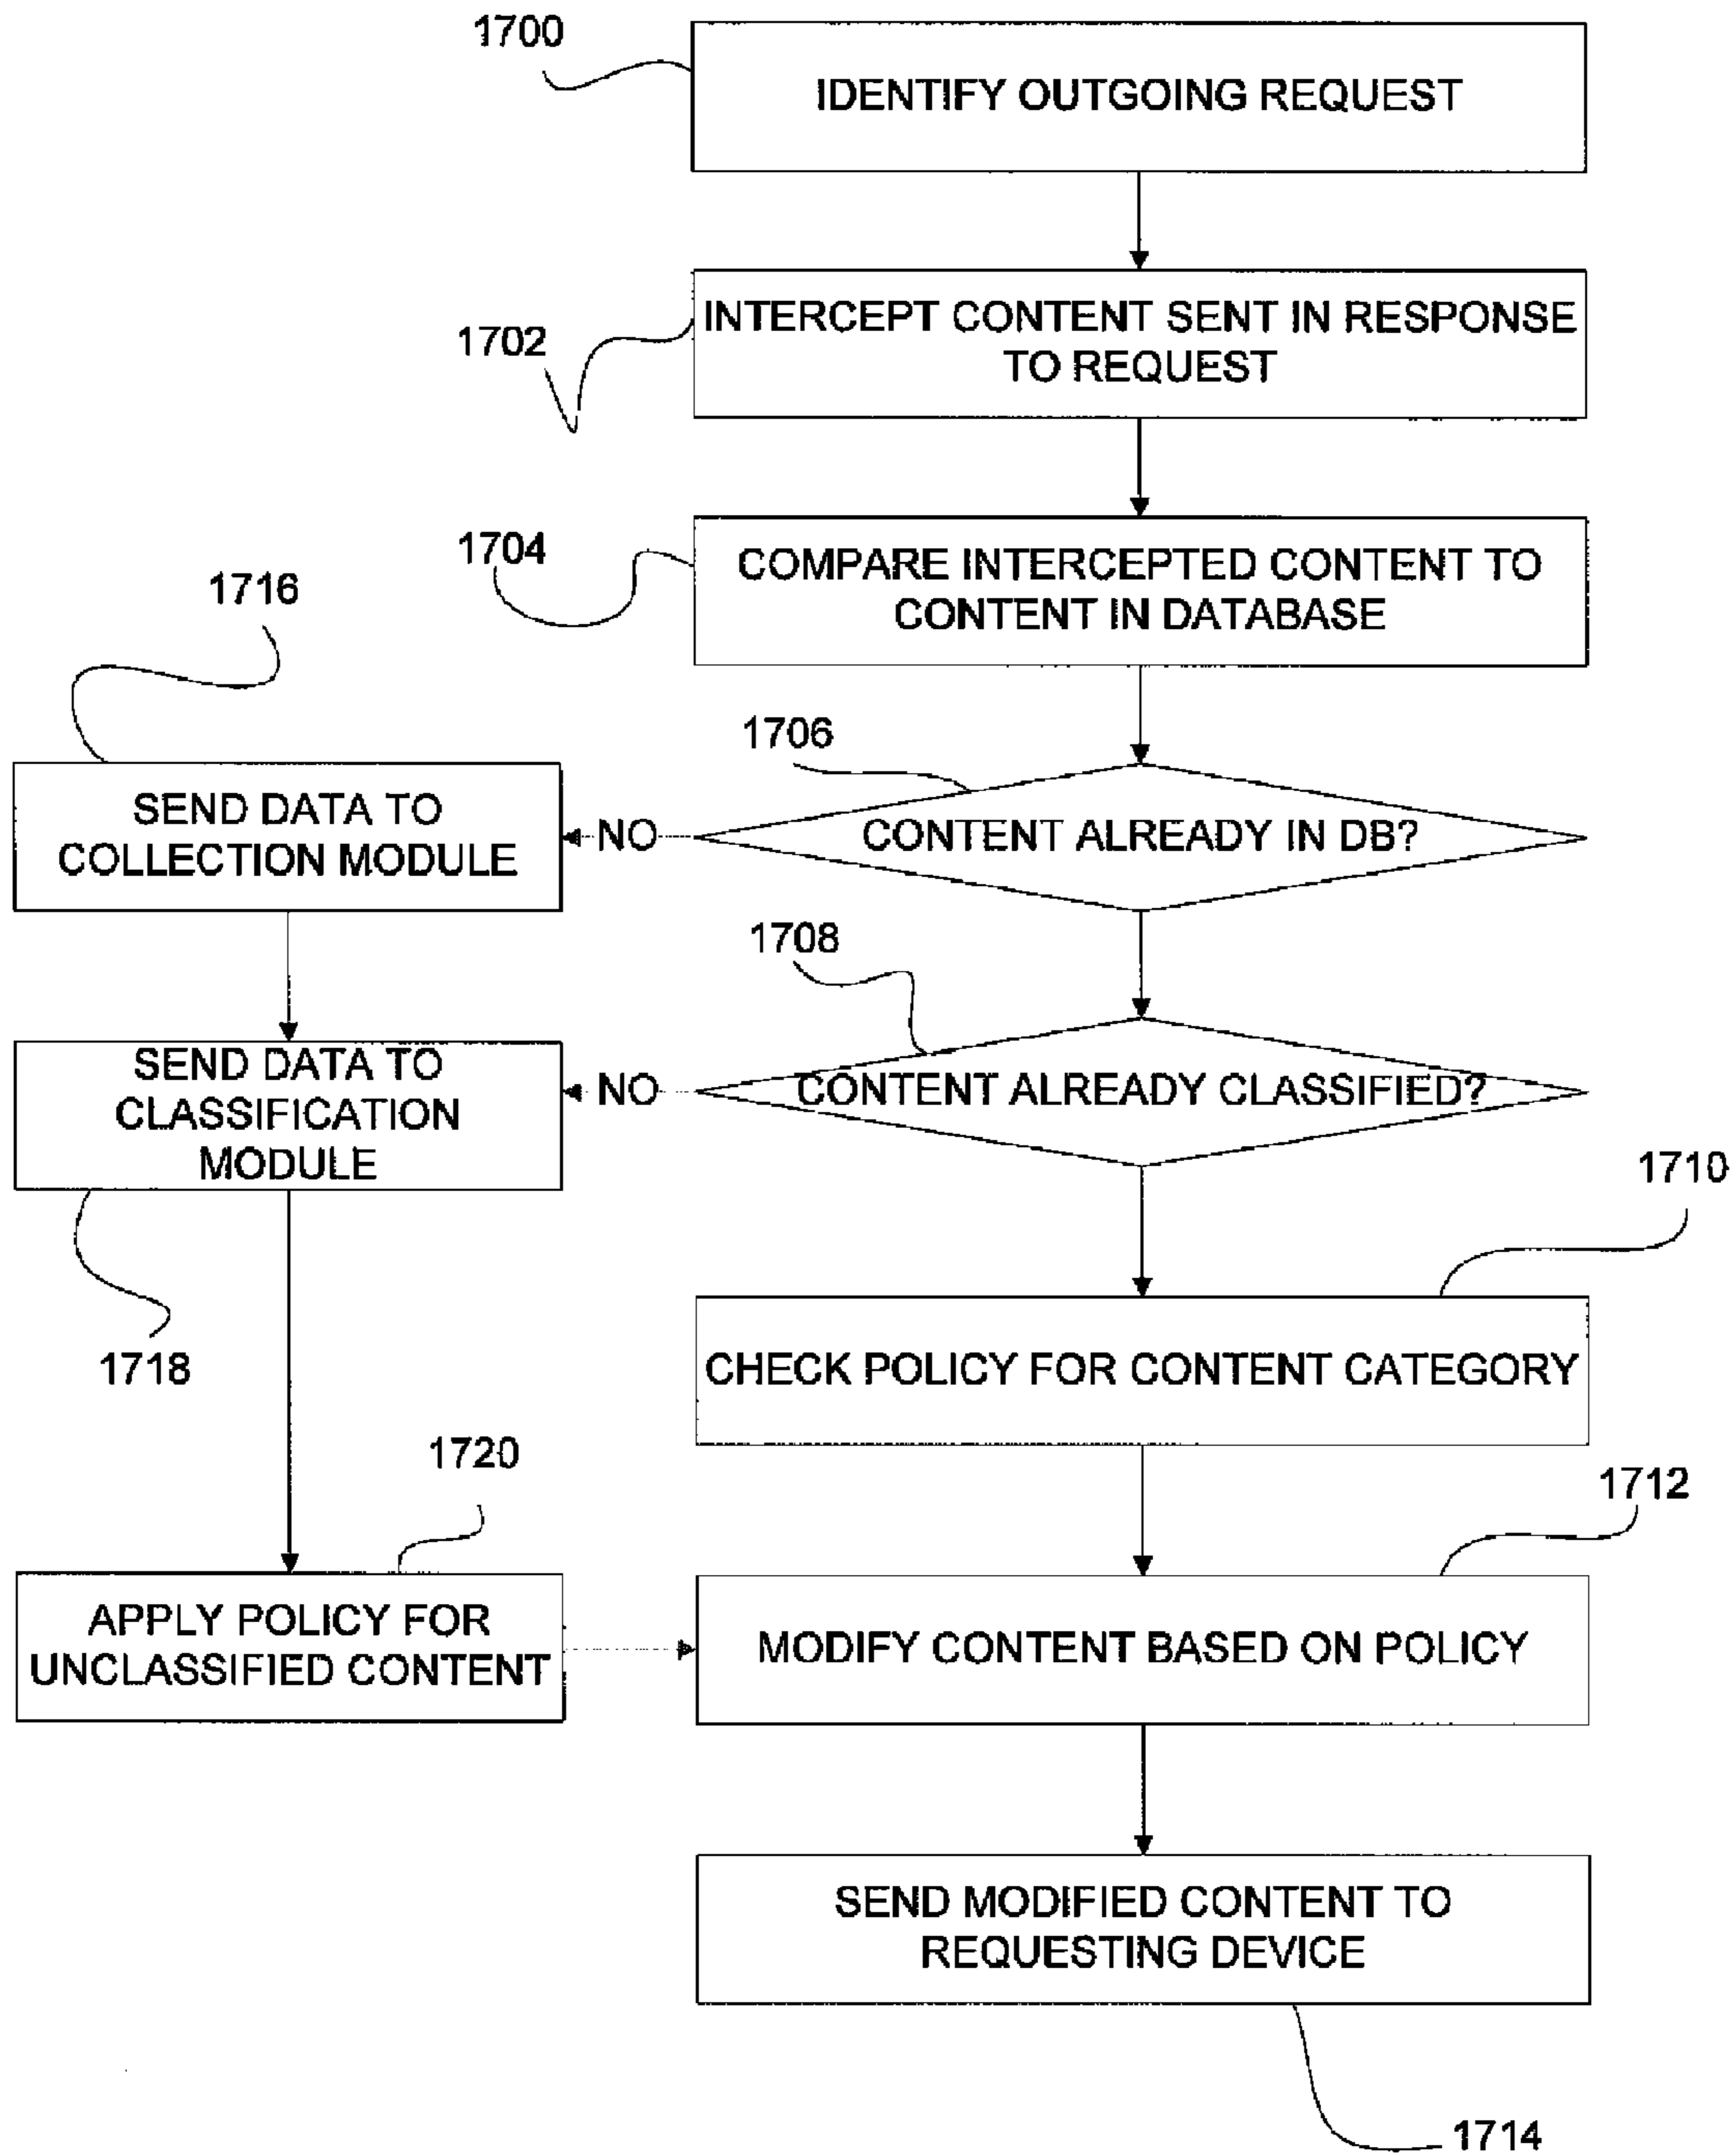 1700
IDENTIFY OUTGOING REQUEST
1702
INTERCEPT CONTENT SENT IN RESPONSE
TO REQUEST
1704
COMPARE INTERCEPTED CONTENT TO
CONTENT IN DATABASE
1716
1706
SEND DATA TO
COLLECTION MODULE
NO
CONTENT ALREADY IN DB?
1708
SEND DATA TO
CLASSIFICATION
MODULE
NO
CONTENT ALREADY CLASSIFIED?
1710
1718
CHECK POLICY FOR CONTENT CATEGORY
1720
1712
APPLY POLICY FOR
UNCLASSIFIED CONTENT
MODIFY CONTENT BASED ON POLICY
SEND MODIFIED CONTENT TO
REQUESTING DEVICE
1714